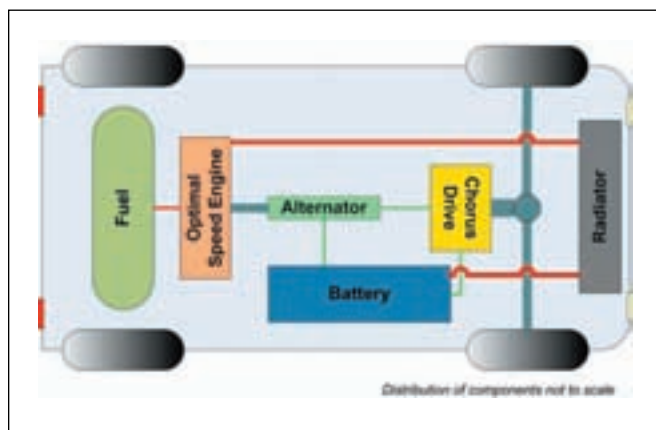 Fuel
Optimal
Speed Engine
Alternator
Chorus
Drive
Battery
Radiator
Distribution of components not to scale